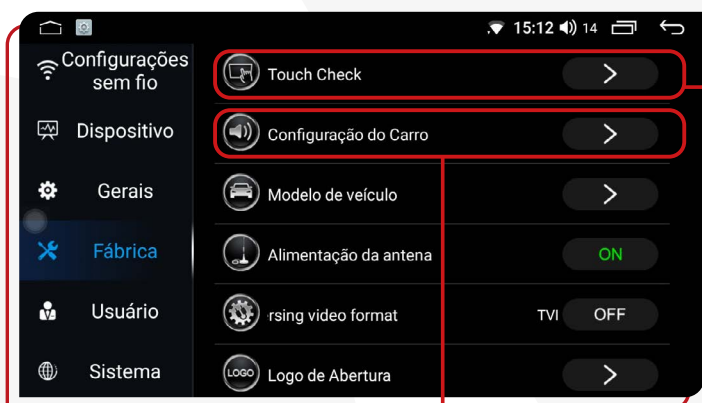 15:12 14
Configurações
sem fio
Dispositivo
Gerais
Fábrica
Usuário
Sistema
Touch Check
Configuração do Carro
Modelo de veículo
Alimentação da antena ON
rsing video format TVI OFF
LOGO Logo de Abertura